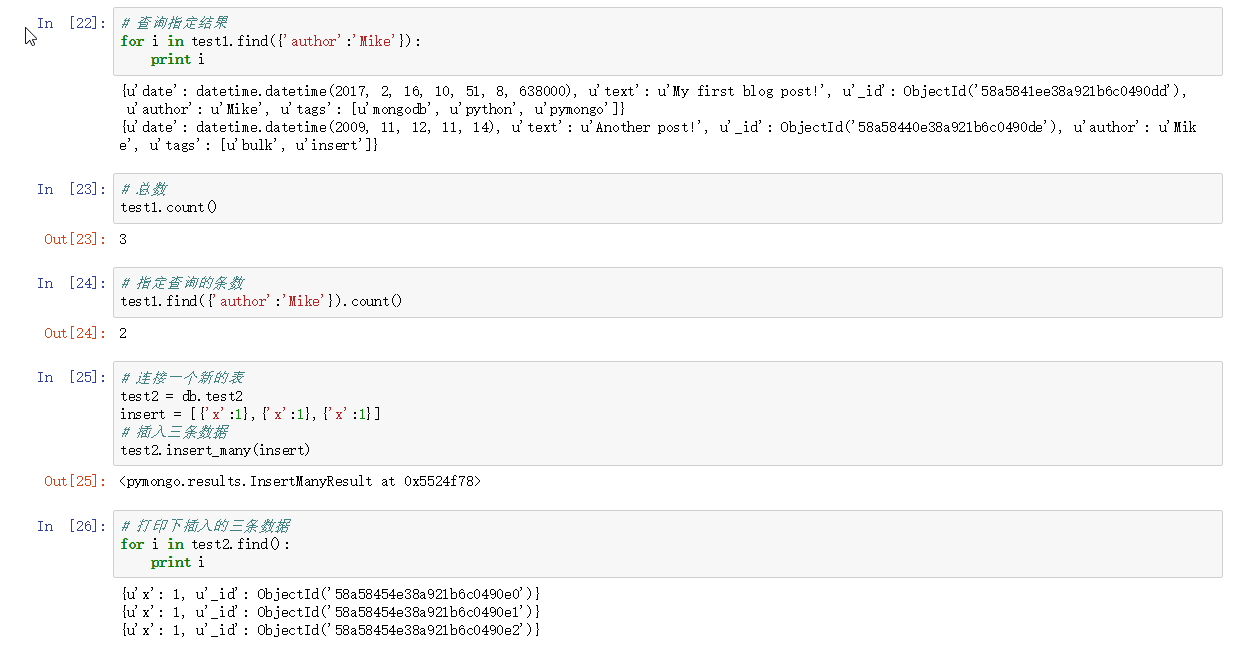 In [22]: # 查询指定结果
for i in test1.find({'author':'Mike'}):
    print i
{u'date': datetime.datetime(2017, 2, 16, 10, 51, 8, 638000), u'text': u'My first blog post!', u'_id': ObjectId('58a5841ee38a921b6c0490dd'),
 u'author': u'Mike', u'tags': [u'mongodb', u'python', u'pymongo']}
{u'date': datetime.datetime(2009, 11, 12, 11, 14), u'text': u'Another post!', u'_id': ObjectId('58a58440e38a921b6c0490de'), u'author': u'Mik
e', u'tags': [u'bulk', u'insert']}
In [23]: # 总数
test1.count()
Out[23]: 3
In [24]: # 指定查询的条数
test1.find({'author':'Mike'}).count()
Out[24]: 2
In [25]: # 连接一个新的表
test2 = db.test2
insert = [{'x':1},{'x':1},{'x':1}]
# 插入三条数据
test2.insert_many(insert)
Out[25]: <pymongo.results.InsertManyResult at 0x5524f78>
In [26]: # 打印下插入的三条数据
for i in test2.find():
    print i
{u'x': 1, u'_id': ObjectId('58a58454e38a921b6c0490e0')}
{u'x': 1, u'_id': ObjectId('58a58454e38a921b6c0490e1')}
{u'x': 1, u'_id': ObjectId('58a58454e38a921b6c0490e2')}